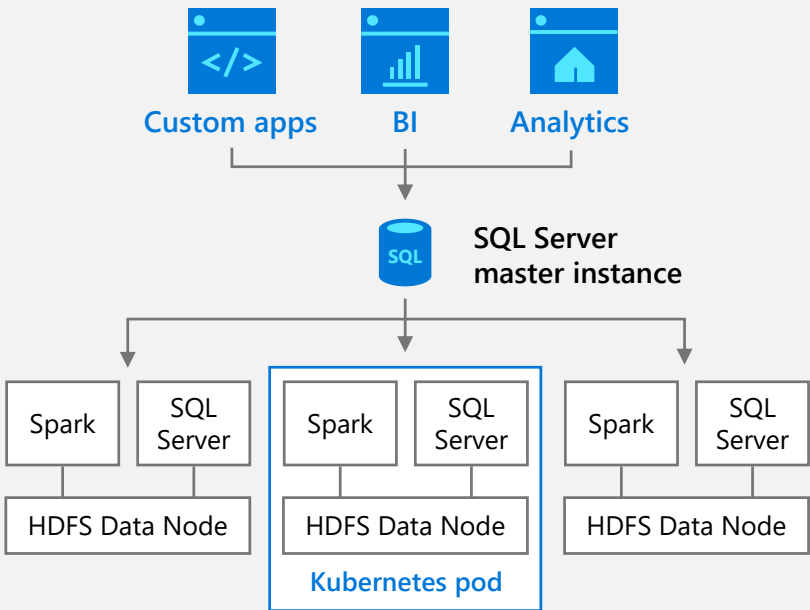 </>
Custom apps
BI
Analytics
SQL
SQL Server
master instance
Spark
SQL
Server
HDFS Data Node
Spark
SQL
Server
HDFS Data Node
Kubernetes pod
Spark
SQL
Server
HDFS Data Node